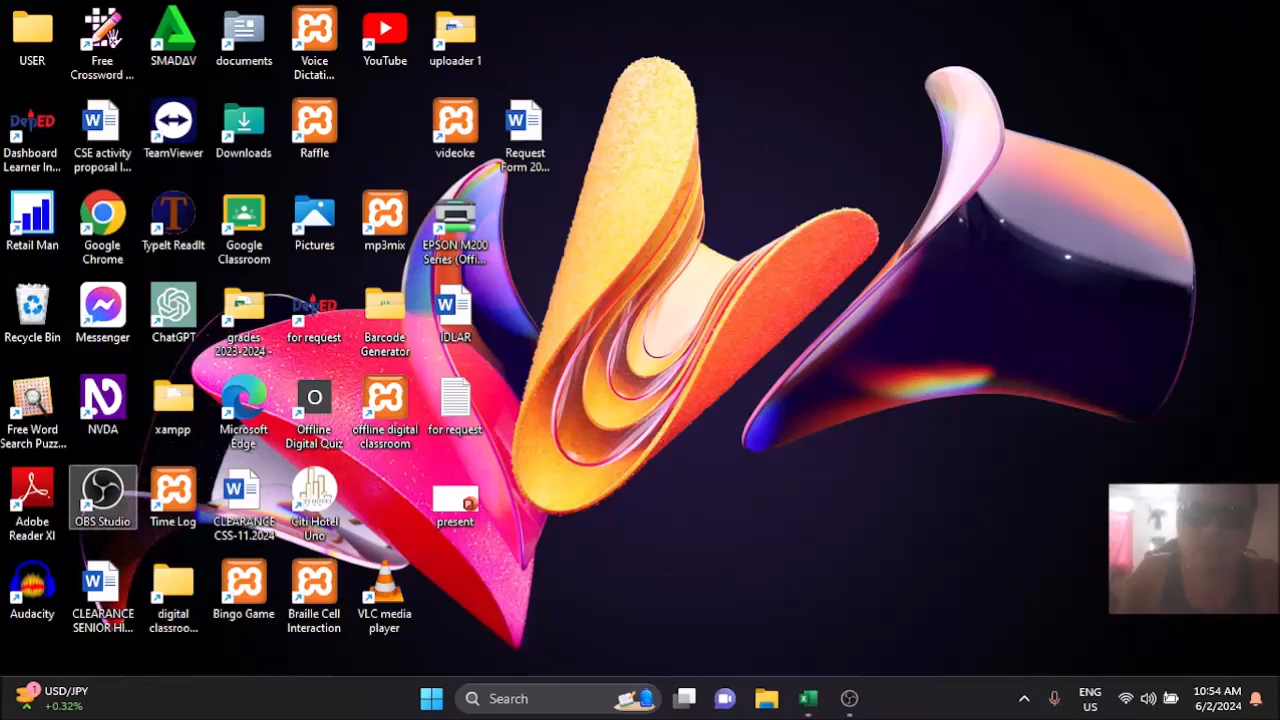 USER
Free
Crossword ...
SMADΔV
documents
Voice
Dictati...
YouTube
uploader 1
DepED
Dashboard
Learner In...
CSE activity
proposal l...
TeamViewer
Downloads
Raffle
videoke
Request
Form 20...
Retail Man
Google
Chrome
TypeIt ReadIt
Google
Classroom
Pictures
mp3mix
EPSON M200
Series (Offi...
Recycle Bin
Messenger
ChatGPT
grades
2023-2024 -
DepED
for request
Barcode
Generator
IDLAR
Free Word
Search Puzz...
NVDA
xampp
Microsoft
Edge
Offline
Digital Quiz
offline digital
classroom
for request
Adobe
Reader XI
OBS Studio
Time Log
CLEARANCE
CSS-11.2024
Citi Hotel
Uno
present
Audacity
CLEARANCE
SENIOR HI...
digital
classroo...
Bingo Game
Braille Cell
Interaction
VLC media
player
1
USD/JPY
+0.32%
Search
ENG
US
10:54 AM
6/2/2024